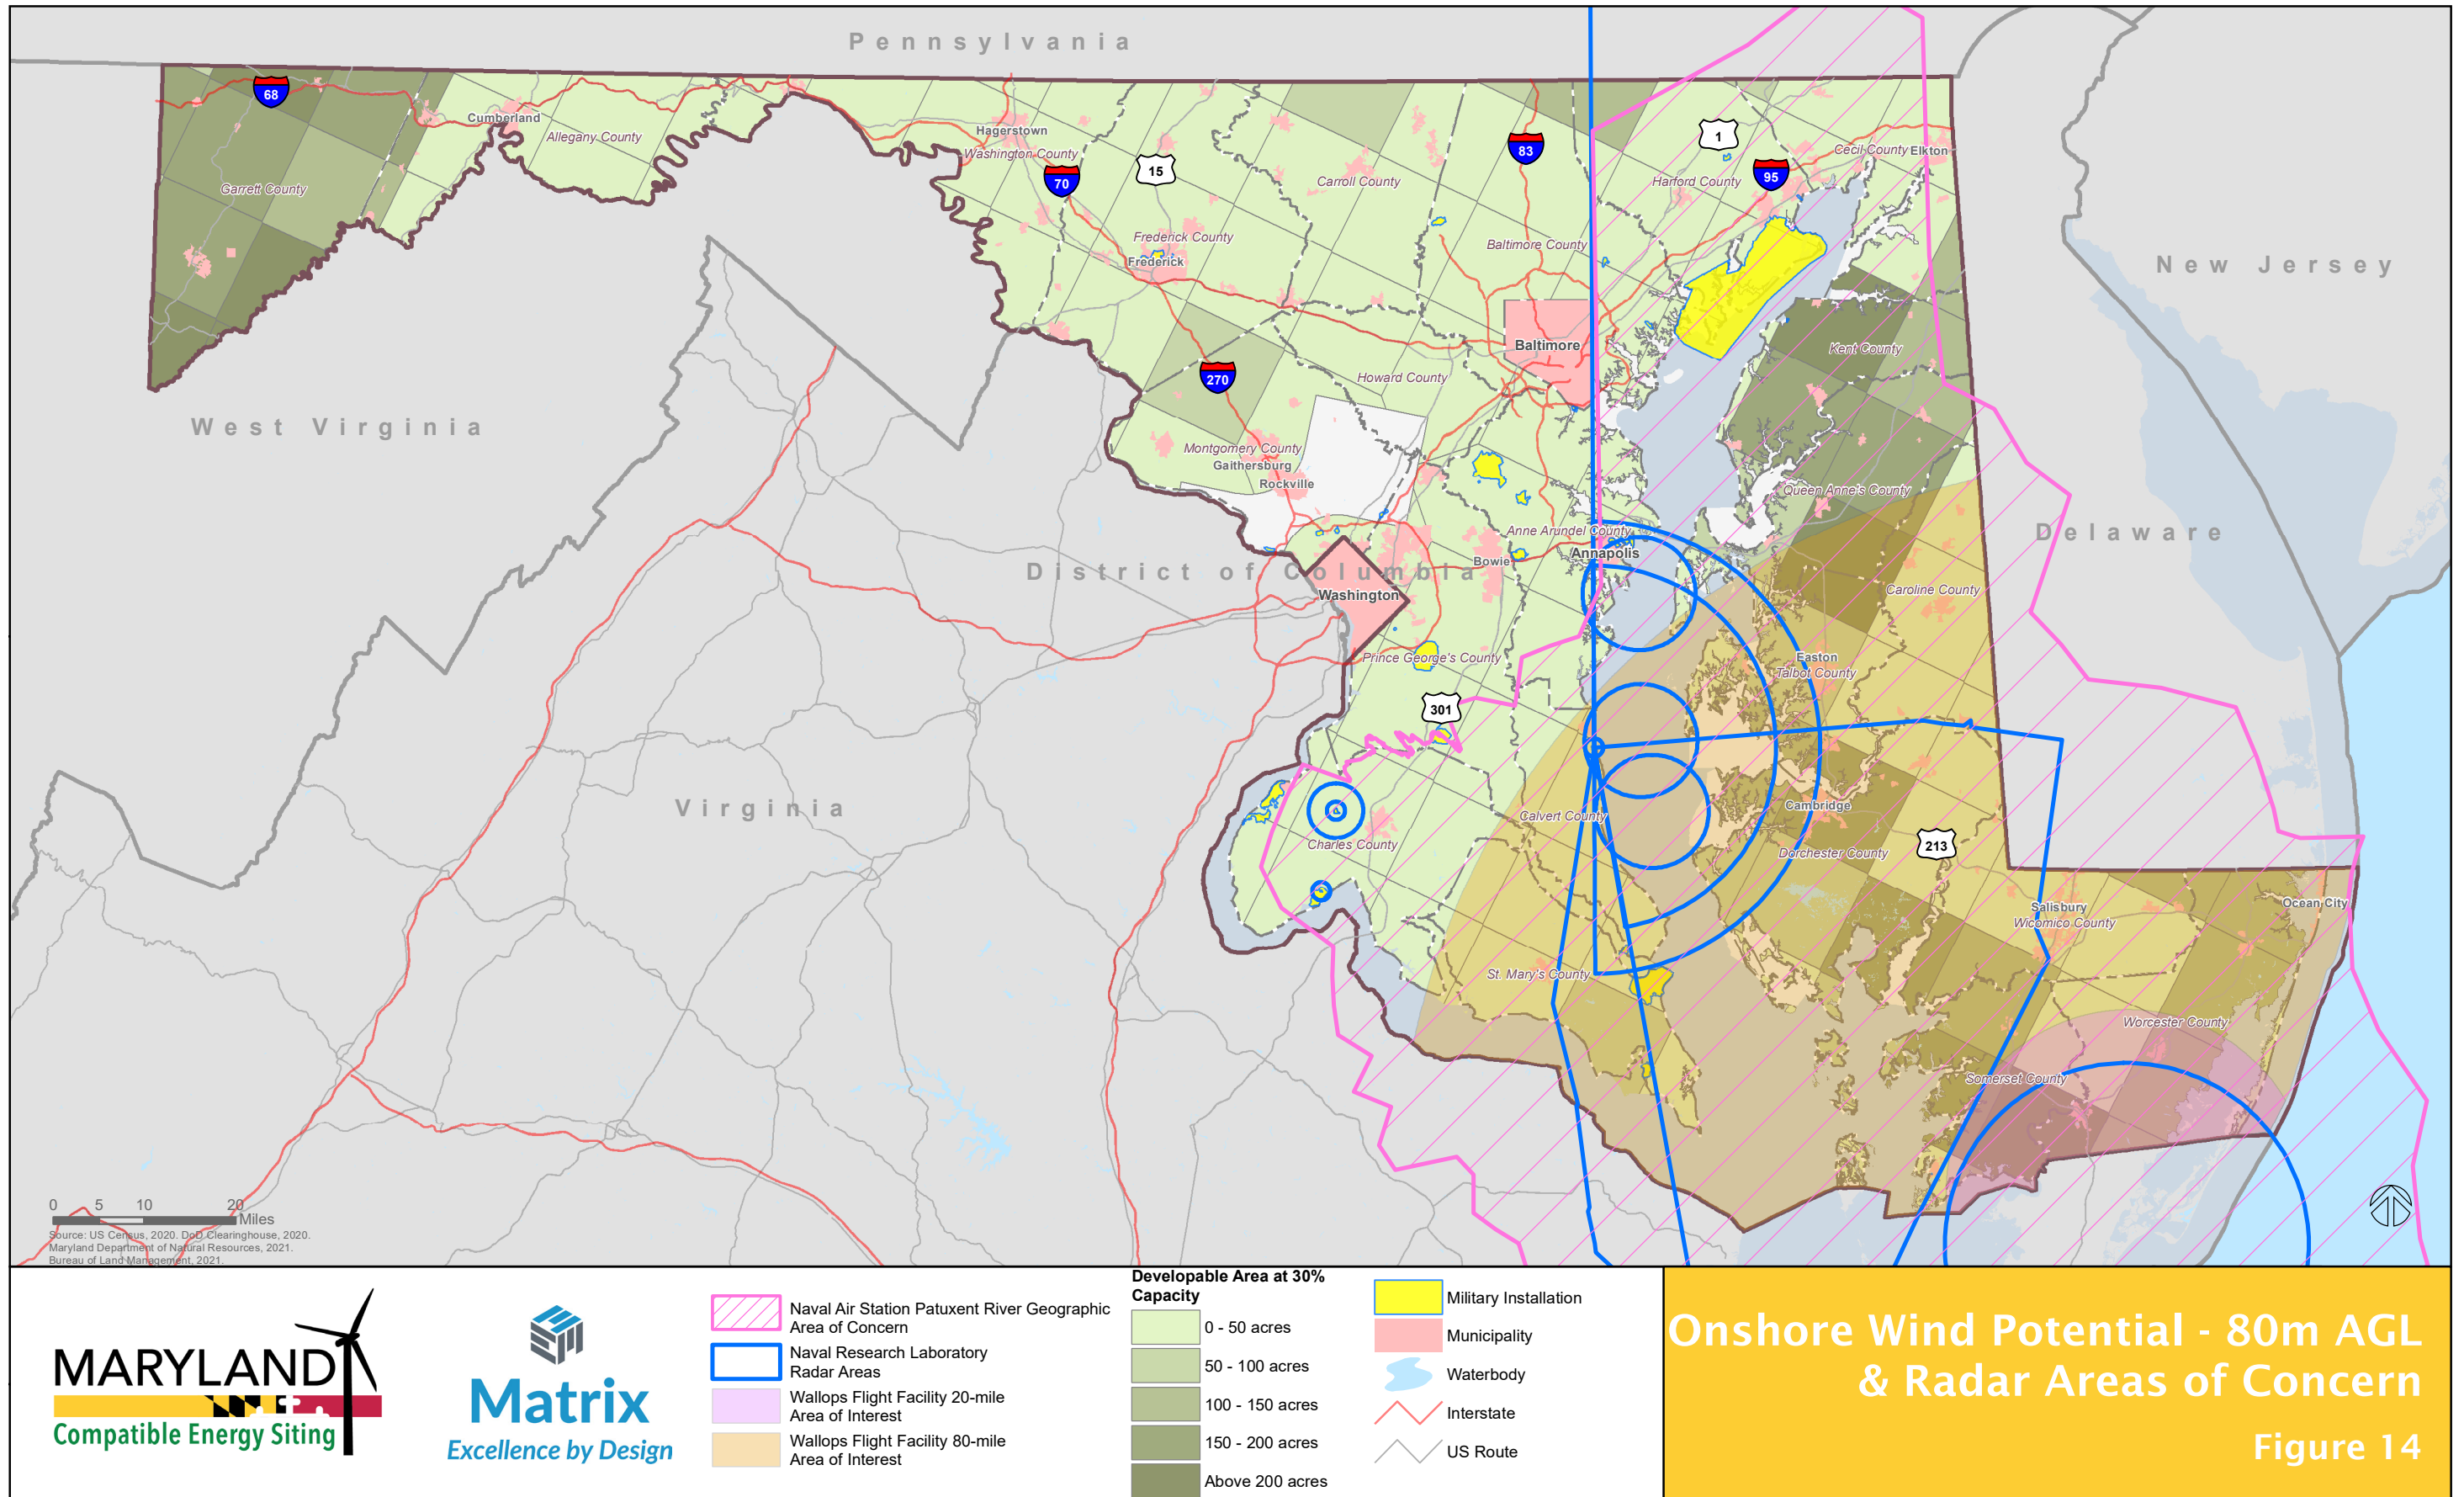 Pennsylvania
68
Cumberland
Allegany County
Garrett County
Hagerstown
Washington County
70
15
Frederick County
Frederick
Carroll County
83
Baltimore County
1
Harford County
95
Cecil County
Elkton
New Jersey
Kent County
Baltimore
Howard County
270
West Virginia
Montgomery County
Gaithersburg
Rockville
Queen Anne's County
Delaware
Anne Arundel County
Annapolis
Bowie
District of Columbia
Washington
Caroline County
Prince George's County
Easton
Talbot County
301
Virginia
Charles County
Calvert County
Cambridge
Dorchester County
213
Salisbury
Wicomico County
Ocean City
St. Mary's County
Worcester County
Somerset County
0 5 10 20
Miles
Source: US Census, 2020. DoD Clearinghouse, 2020.
Maryland Department of Natural Resources, 2021.
Bureau of Land Management, 2021.
MARYLAND
Compatible Energy Siting
Matrix
Excellence by Design
Naval Air Station Patuxent River Geographic
Area of Concern
Naval Research Laboratory
Radar Areas
Wallops Flight Facility 20-mile
Area of Interest
Wallops Flight Facility 80-mile
Area of Interest
Developable Area at 30%
Capacity
0 - 50 acres
50 - 100 acres
100 - 150 acres
150 - 200 acres
Above 200 acres
Military Installation
Municipality
Waterbody
Interstate
US Route
Onshore Wind Potential - 80m AGL
& Radar Areas of Concern
Figure 14